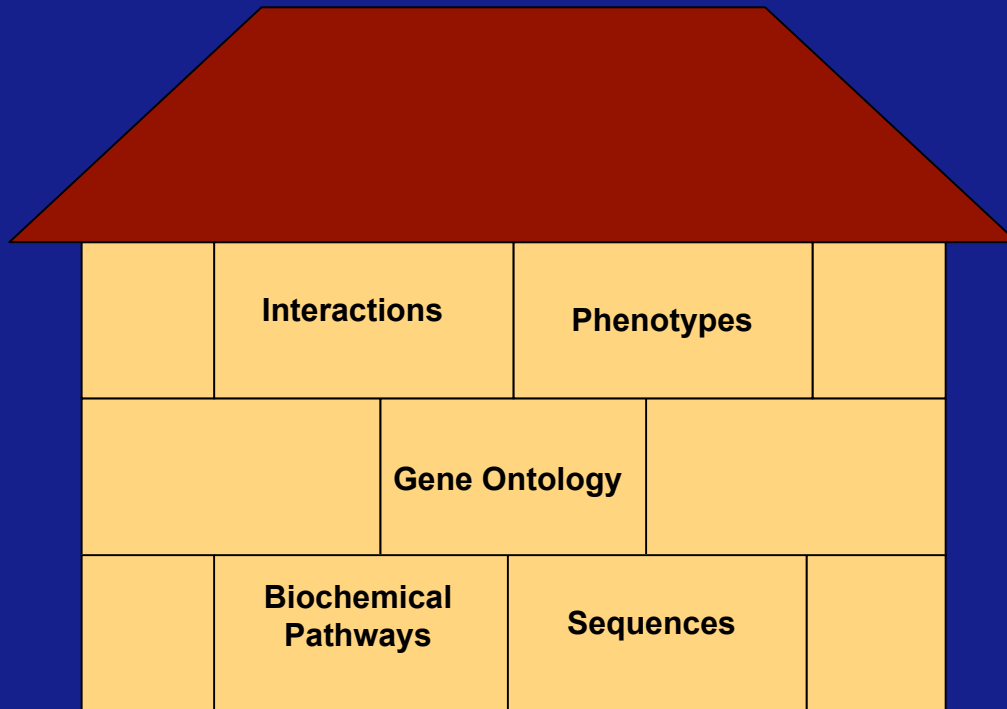 Interactions
Phenotypes
Gene Ontology
Biochemical
Pathways
Sequences